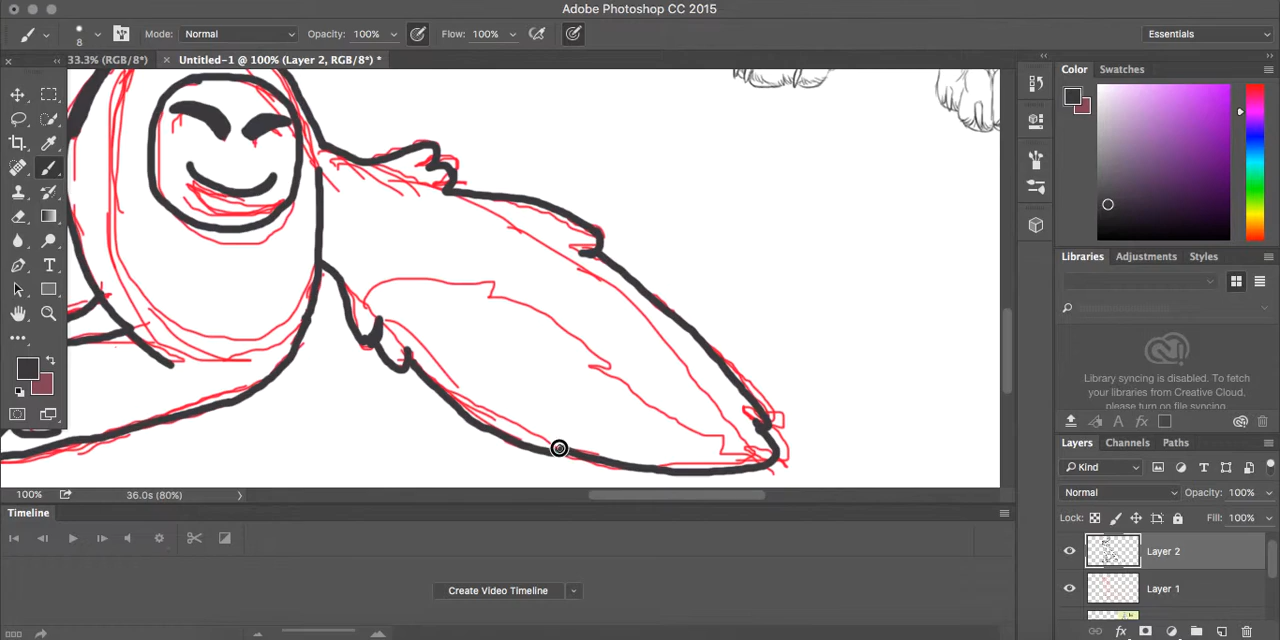 Adobe Photoshop CC 2015
8 Mode: Normal Opacity: 100% Flow: 100% Essentials
33.3% (RGB/8*) Untitled-1 @ 100% (Layer 2, RGB/8*) *
Color Swatches
Libraries Adjustments Styles
Library syncing is disabled. To fetch
your libraries from Creative Cloud,
Layers Channels Paths
Kind
Normal Opacity: 100%
Lock: Fill: 100%
Layer 2
Layer 1
100% 36.0s (80%)
Timeline
Create Video Timeline